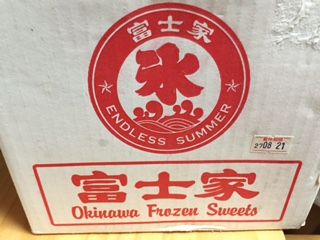 富士家
氷
ENDLESS SUMMER
27.08.21
富士家
Okinawa Frozen Sweets